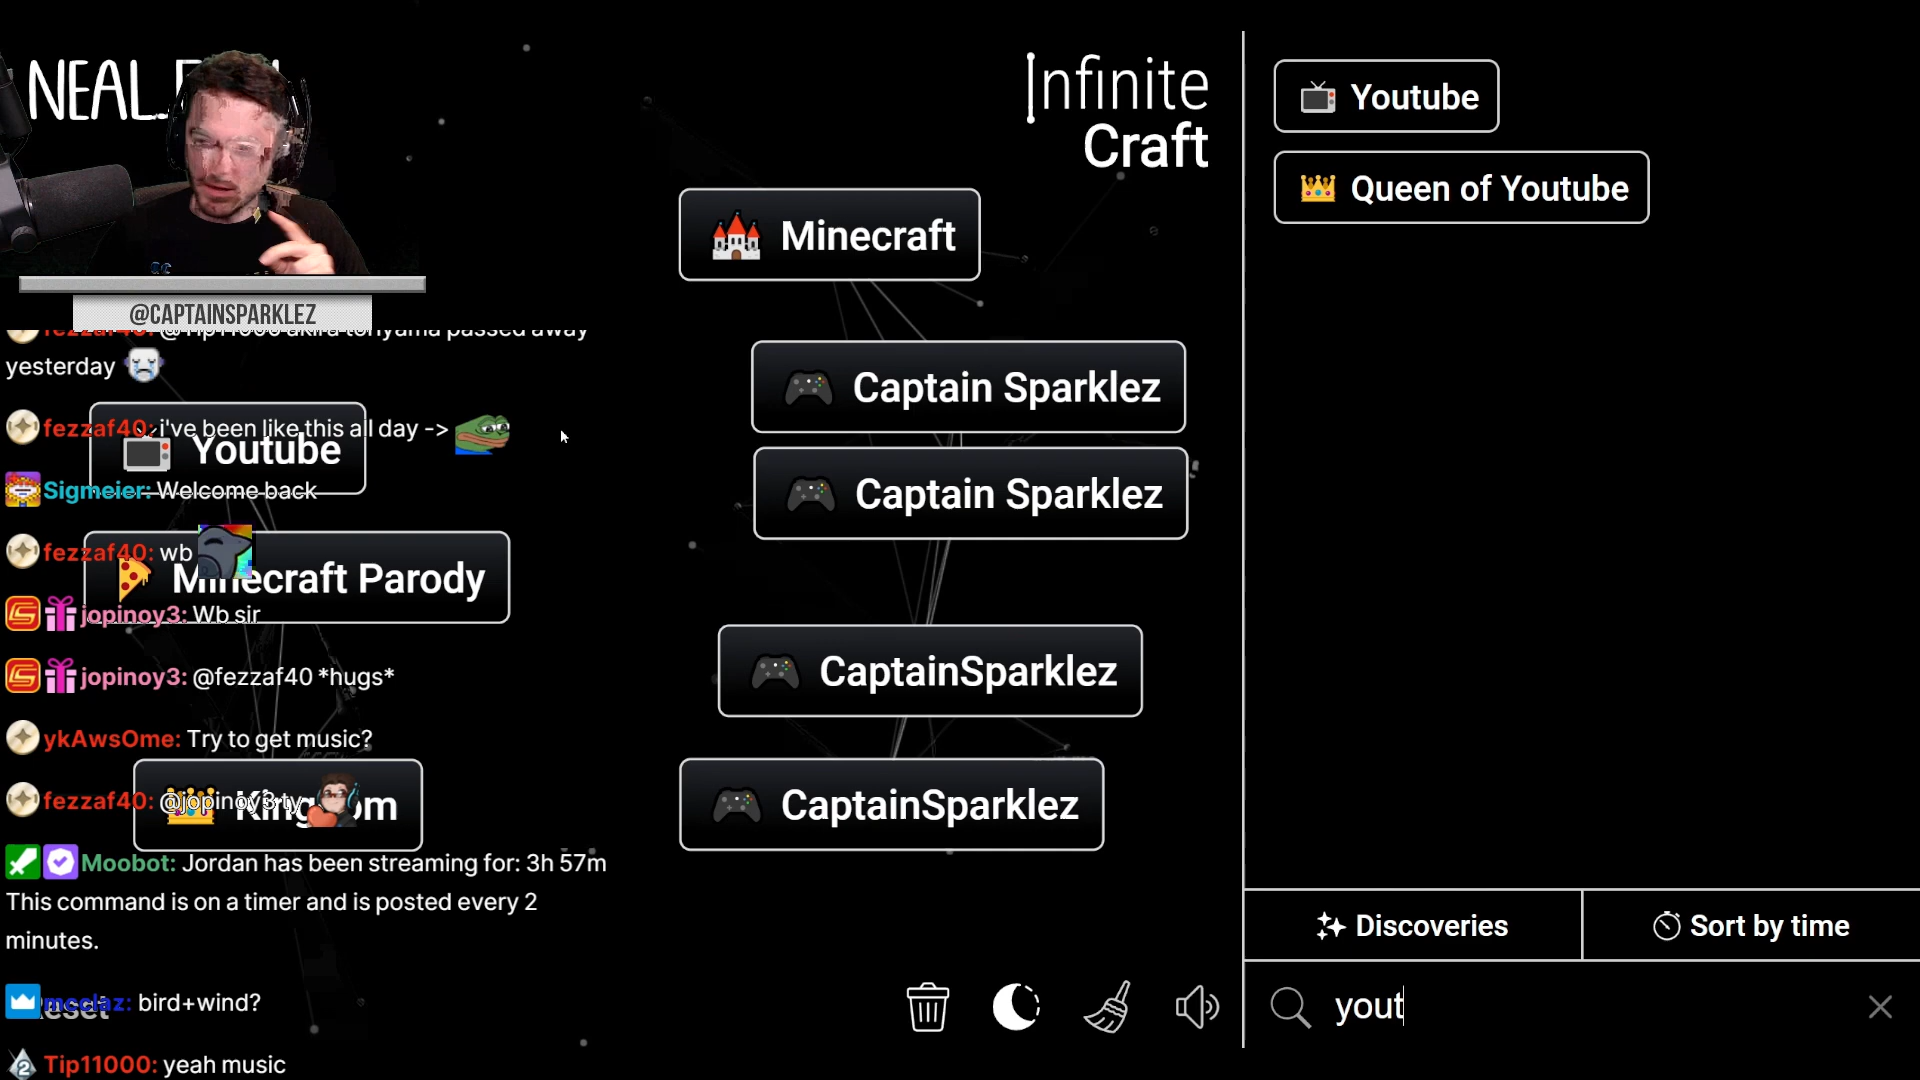 NEAL.
Infinite
Craft
Youtube
Queen of Youtube
Minecraft
@CAPTAINSPARKLEZ
yesterday
Captain Sparklez
fezzaf40: i've been like this all day ->
Youtube
Sigmeier: Welcome back
Captain Sparklez
fezzaf40: wb
Minecraft Parody
jopinoy3: Wb sir
jopinoy3: @fezzaf40 *hugs*
CaptainSparklez
ykAwsOme: Try to get music?
fezzaf40: @jopinoy3 ty
Kingdom
CaptainSparklez
Moobot: Jordan has been streaming for: 3h 57m
This command is on a timer and is posted every 2
minutes.
Discoveries
Sort by time
bird+wind?
yout
Tip11000: yeah music